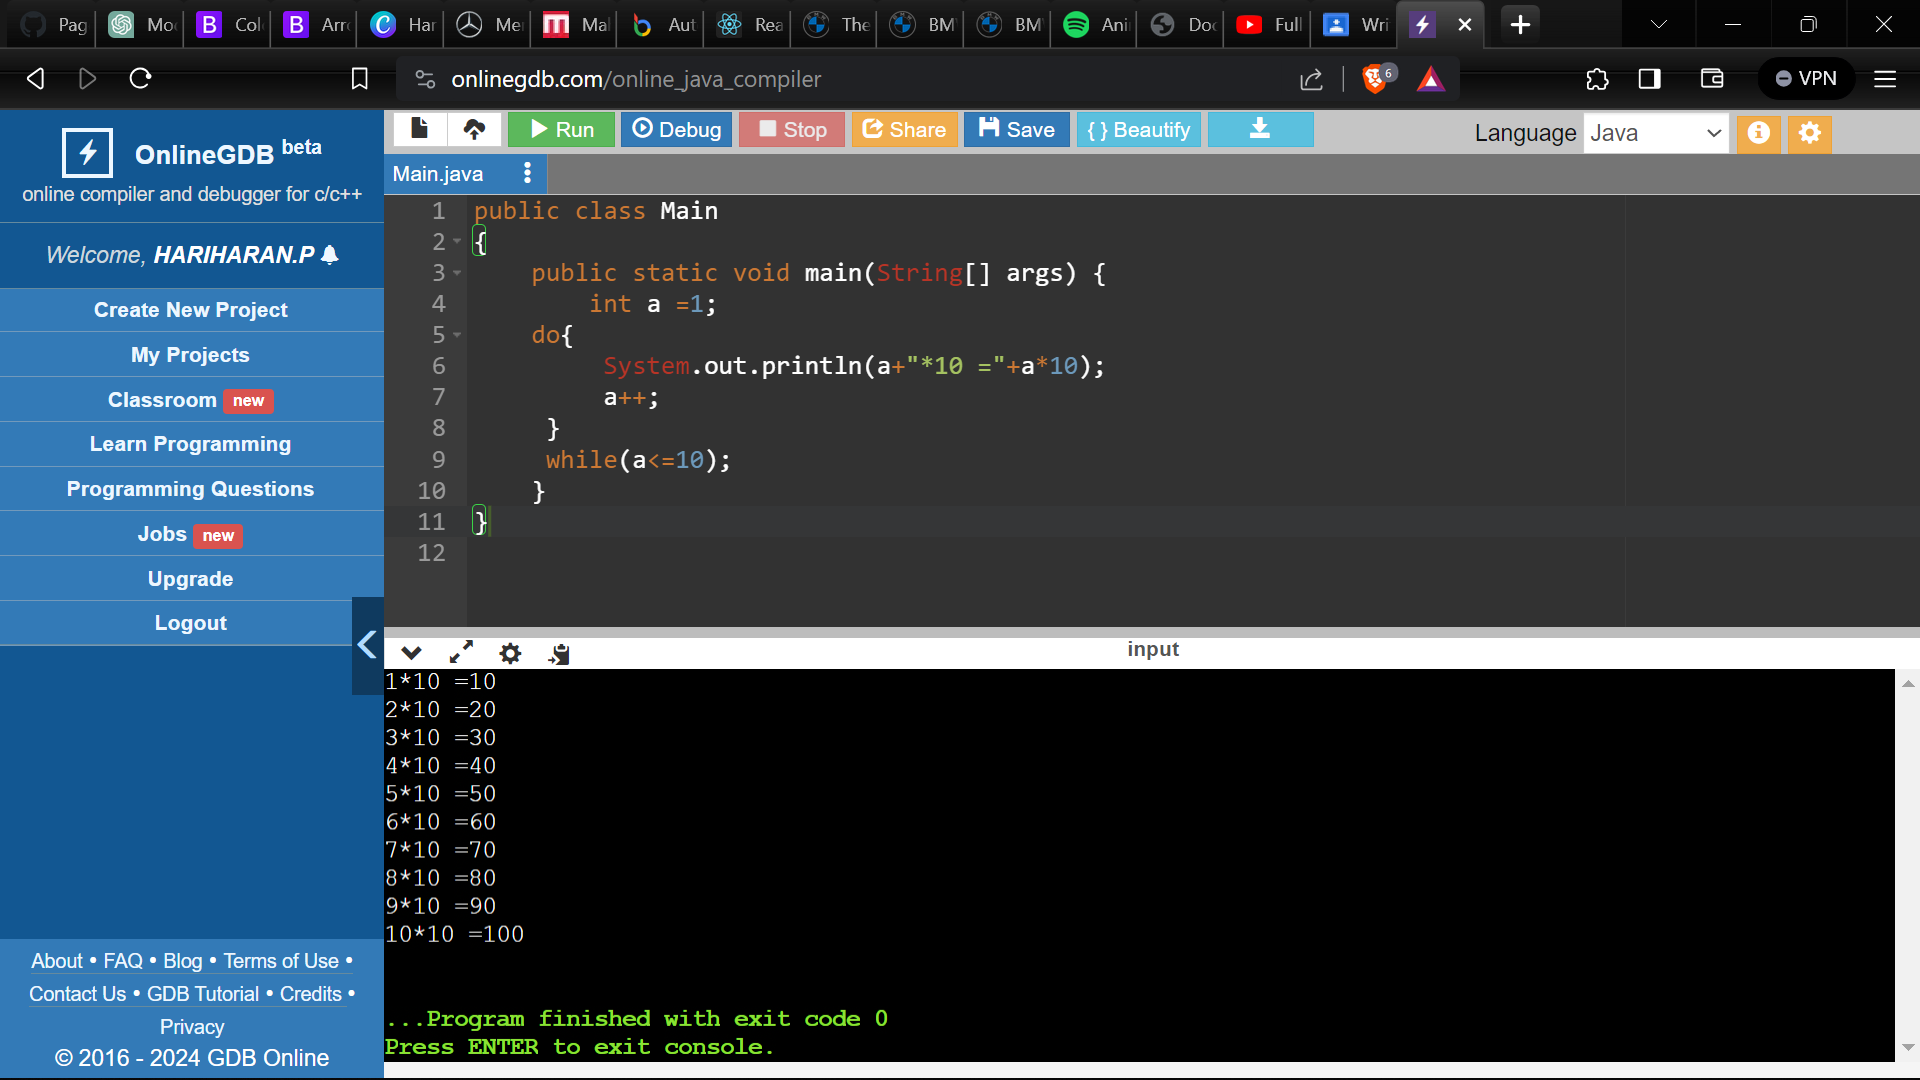 Pag Mo Col Arr Har Mer Mal Aut Rea The BM BM Ani Doc Full Wri
onlinegdb.com/online_java_compiler 6 VPN
OnlineGDB beta
online compiler and debugger for c/c++
Welcome, HARIHARAN.P
Create New Project
My Projects
Classroom new
Learn Programming
Programming Questions
Jobs new
Upgrade
Logout
About • FAQ • Blog • Terms of Use •
Contact Us • GDB Tutorial • Credits •
Privacy
© 2016 - 2024 GDB Online
Run Debug Stop Share Save { } Beautify Language Java
Main.java
1 public class Main
2 {
3 public static void main(String[] args) {
4 int a =1;
5 do{
6 System.out.println(a+"*10 ="+a*10);
7 a++;
8 }
9 while(a<=10);
10 }
11 }
12
input
1*10 =10
2*10 =20
3*10 =30
4*10 =40
5*10 =50
6*10 =60
7*10 =70
8*10 =80
9*10 =90
10*10 =100
...Program finished with exit code 0
Press ENTER to exit console.